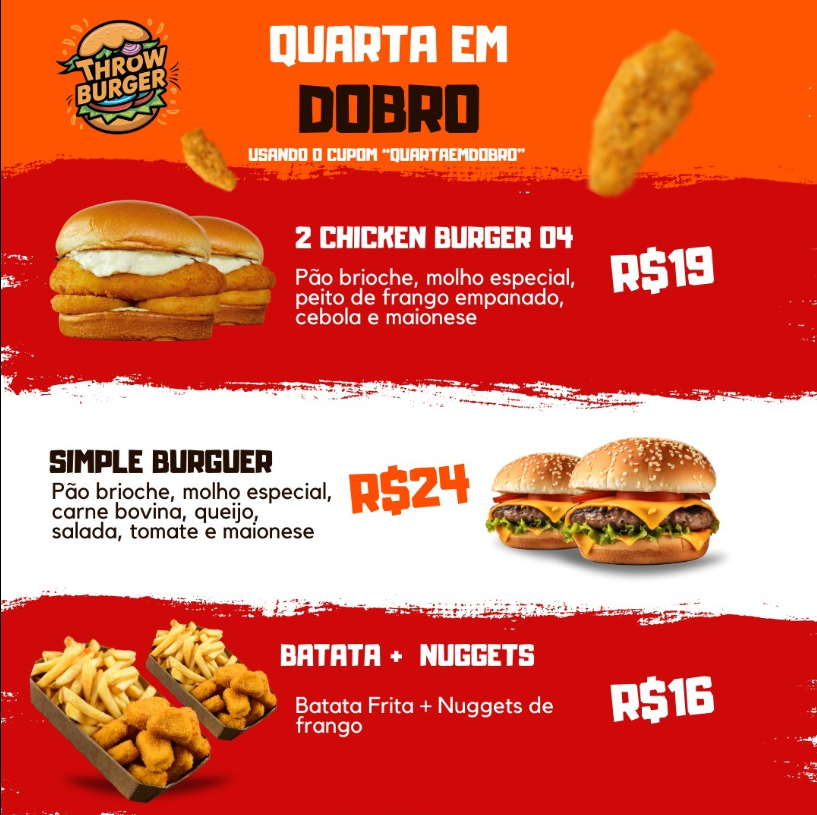 THROW
BURGER
QUARTA EM
DOBRO
USANDO O CUPOM "QUARTAEMDOBRO"
2 CHICKEN BURGER 04
R$19
Pão brioche, molho especial,
peito de frango empanado,
cebola e maionese
SIMPLE BURGUER
R$24
Pão brioche, molho especial,
carne bovina, queijo,
salada, tomate e maionese
BATATA + NUGGETS
R$16
Batata Frita + Nuggets de
frango